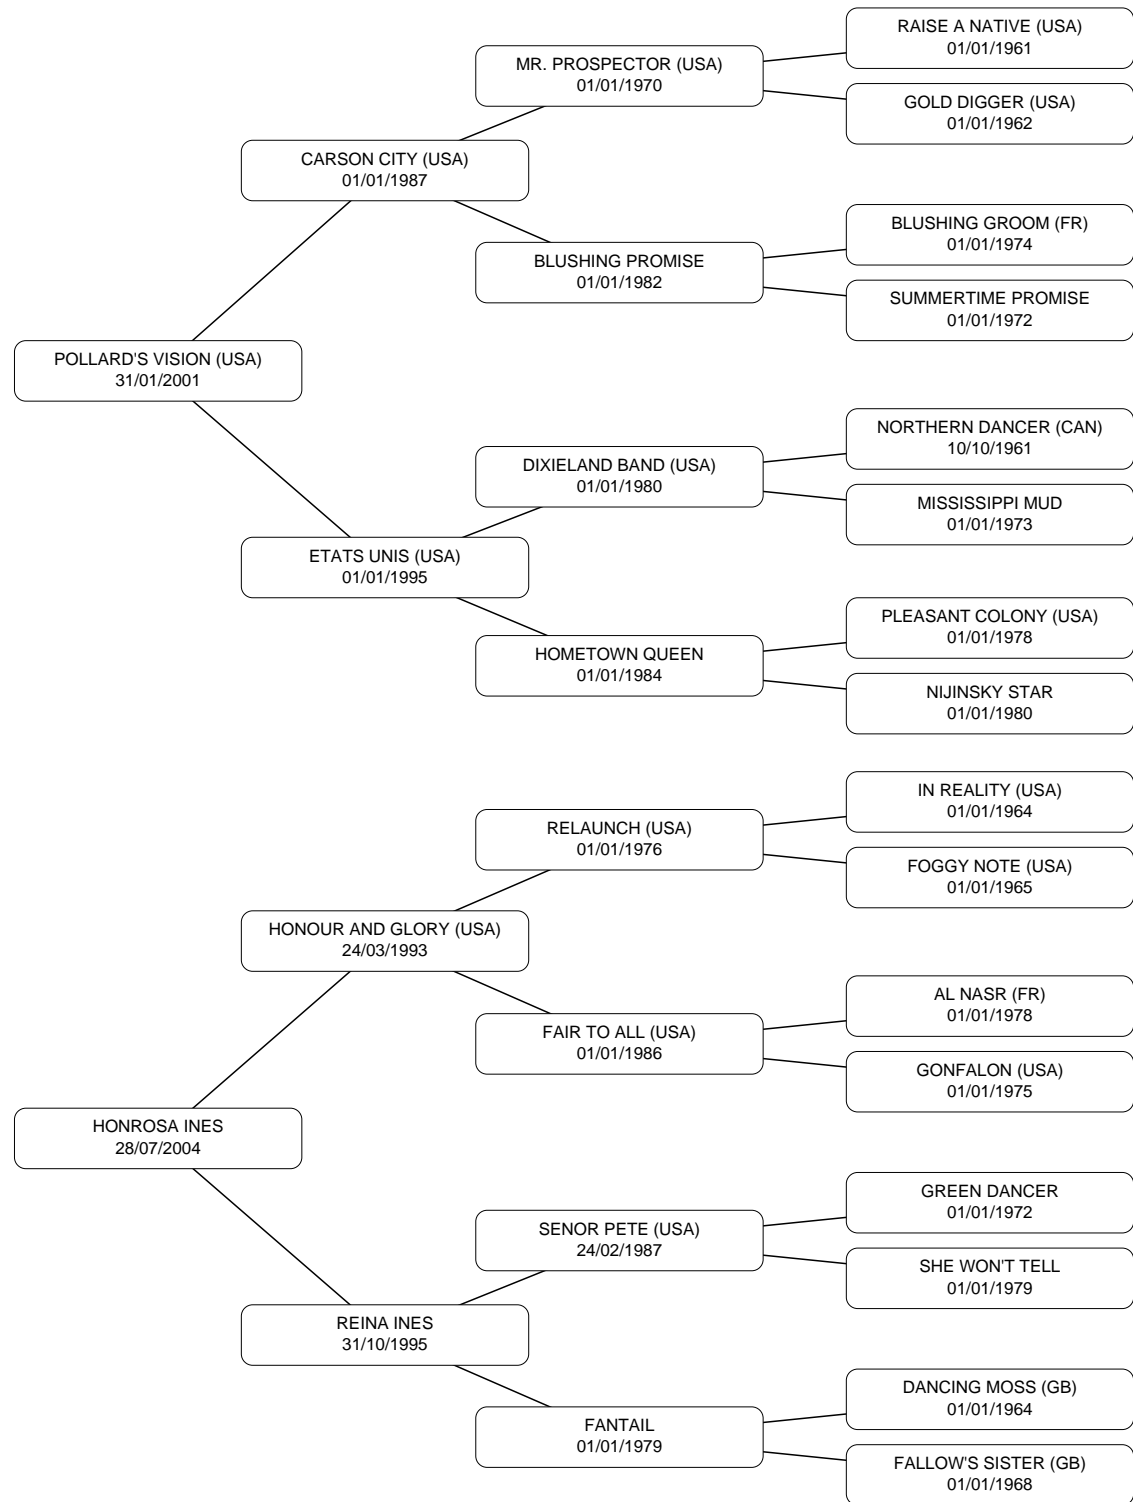 RAISE A NATIVE (USA)
01/01/1961
MR. PROSPECTOR (USA)
01/01/1970
GOLD DIGGER (USA)
01/01/1962
CARSON CITY (USA)
01/01/1987
BLUSHING GROOM (FR)
01/01/1974
BLUSHING PROMISE
01/01/1982
SUMMERTIME PROMISE
01/01/1972
POLLARD'S VISION (USA)
31/01/2001
NORTHERN DANCER (CAN)
10/10/1961
DIXIELAND BAND (USA)
01/01/1980
MISSISSIPPI MUD
01/01/1973
ETATS UNIS (USA)
01/01/1995
PLEASANT COLONY (USA)
01/01/1978
HOMETOWN QUEEN
01/01/1984
NIJINSKY STAR
01/01/1980
IN REALITY (USA)
01/01/1964
RELAUNCH (USA)
01/01/1976
FOGGY NOTE (USA)
01/01/1965
HONOUR AND GLORY (USA)
24/03/1993
AL NASR (FR)
01/01/1978
FAIR TO ALL (USA)
01/01/1986
GONFALON (USA)
01/01/1975
HONROSA INES
28/07/2004
GREEN DANCER
01/01/1972
SENOR PETE (USA)
24/02/1987
SHE WON'T TELL
01/01/1979
REINA INES
31/10/1995
DANCING MOSS (GB)
01/01/1964
FANTAIL
01/01/1979
FALLOW'S SISTER (GB)
01/01/1968